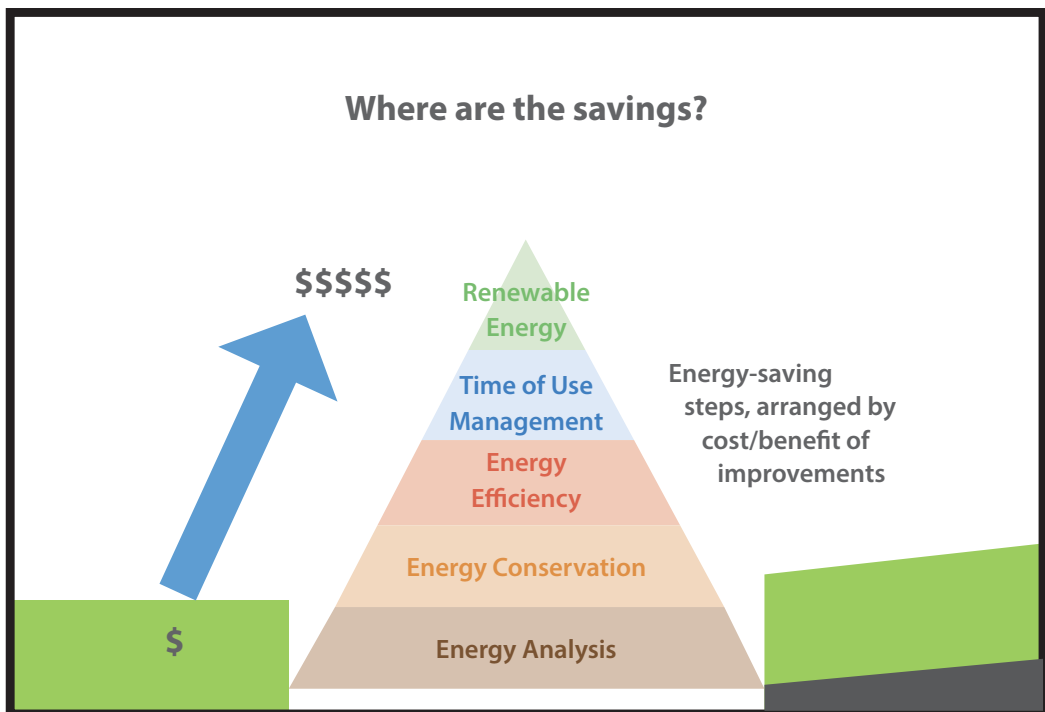 Where are the savings?
$$$$$
Renewable
Energy
Time of Use
Management
Energy
Efficiency
Energy Conservation
Energy Analysis
$
Energy-saving
steps, arranged by
cost/benefit of
improvements